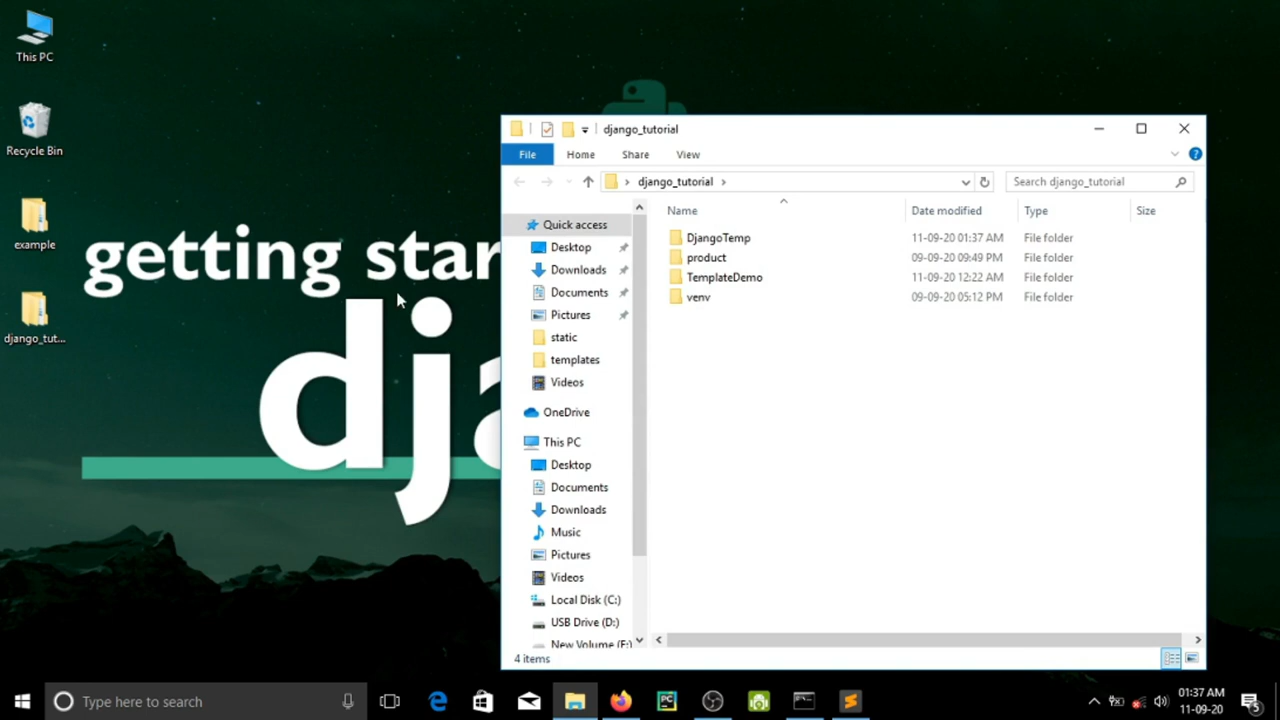 This PC
Recycle Bin
example
django_tut...
getting star
dj
django_tutorial
File Home Share View
django_tutorial
Search django_tutorial
Quick access
Desktop
Downloads
Documents
Pictures
static
templates
Videos
OneDrive
This PC
Desktop
Documents
Downloads
Music
Pictures
Videos
Local Disk (C:)
USB Drive (D:)
New Volume (E:)
Name Date modified Type Size
DjangoTemp 11-09-20 01:37 AM File folder
product 09-09-20 09:49 PM File folder
TemplateDemo 11-09-20 12:22 AM File folder
venv 09-09-20 05:12 PM File folder
4 items
Type here to search
PC
01:37 AM
11-09-20
5